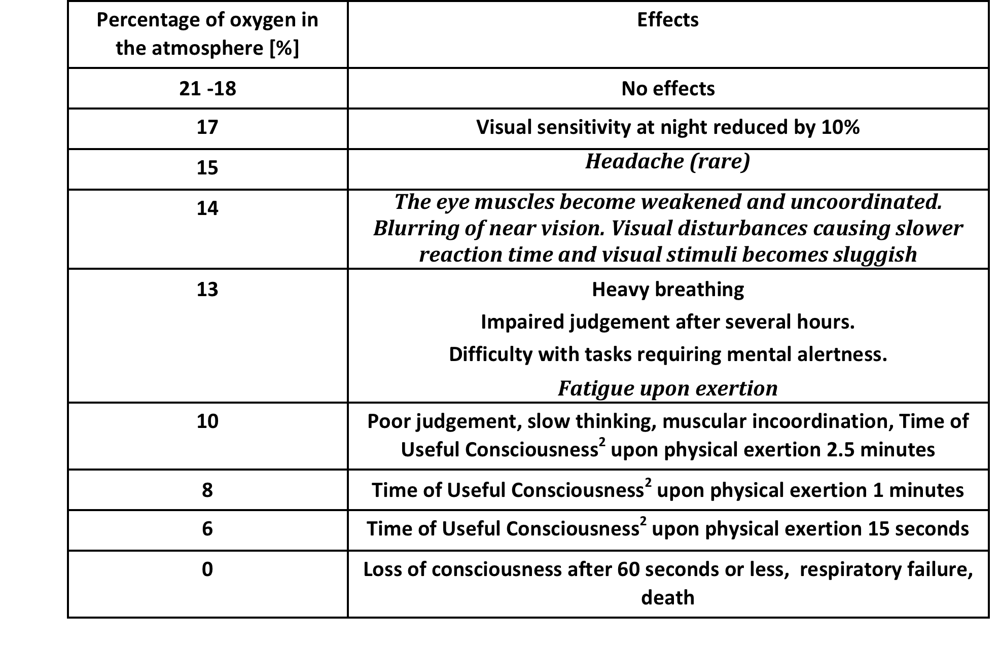 Percentage of oxygen in
the atmosphere [%]
Effects
21 -18
No effects
17
Visual sensitivity at night reduced by 10%
15
Headache (rare)
14
The eye muscles become weakened and uncoordinated.
Blurring of near vision. Visual disturbances causing slower
reaction time and visual stimuli becomes sluggish
13
Heavy breathing
Impaired judgement after several hours.
Difficulty with tasks requiring mental alertness.
Fatigue upon exertion
10
Poor judgement, slow thinking, muscular incoordination, Time of
Useful Consciousness² upon physical exertion 2.5 minutes
8
Time of Useful Consciousness² upon physical exertion 1 minutes
6
Time of Useful Consciousness² upon physical exertion 15 seconds
0
Loss of consciousness after 60 seconds or less,  respiratory failure,
death